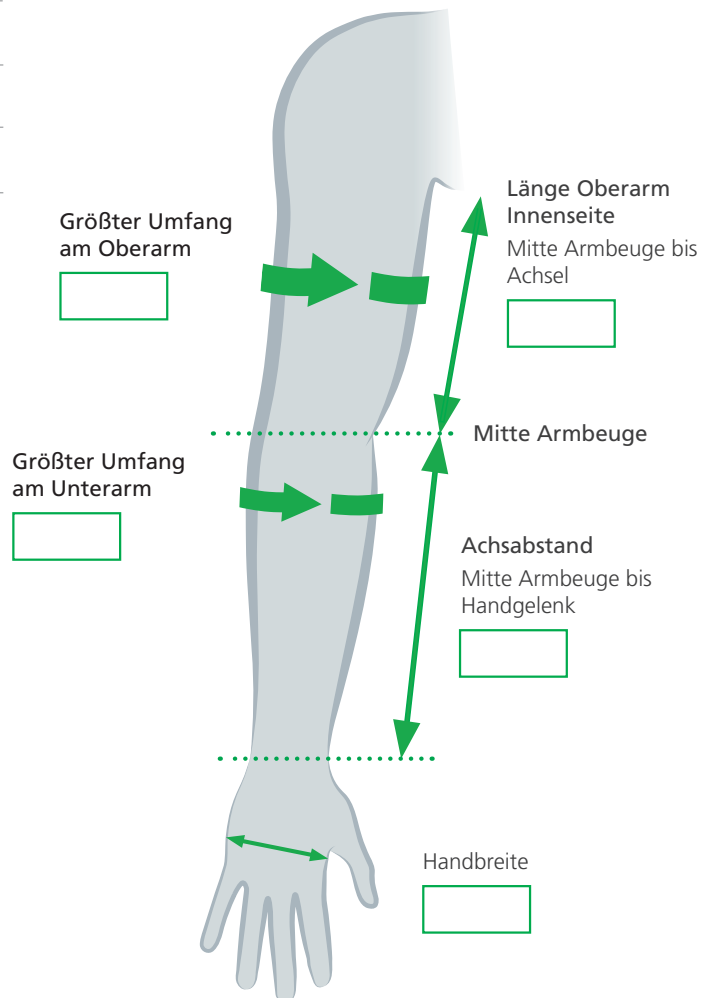 Länge Oberarm
Innenseite
Mitte Armbeuge bis
Achsel
Größter Umfang
am Oberarm
Mitte Armbeuge
Größter Umfang
am Unterarm
Achsabstand
Mitte Armbeuge bis
Handgelenk
Handbreite